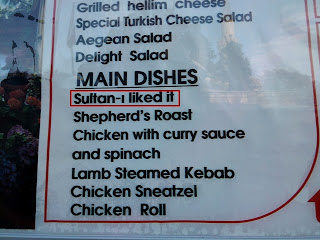 Grilled hellim cheese
Special Turkish Cheese Salad
Aegean Salad
Delight Salad
MAIN DISHES
Sultan-ı liked it
Shepherd's Roast
Chicken with curry sauce
and spinach
Lamb Steamed Kebab
Chicken Sneatzel
Chicken Roll